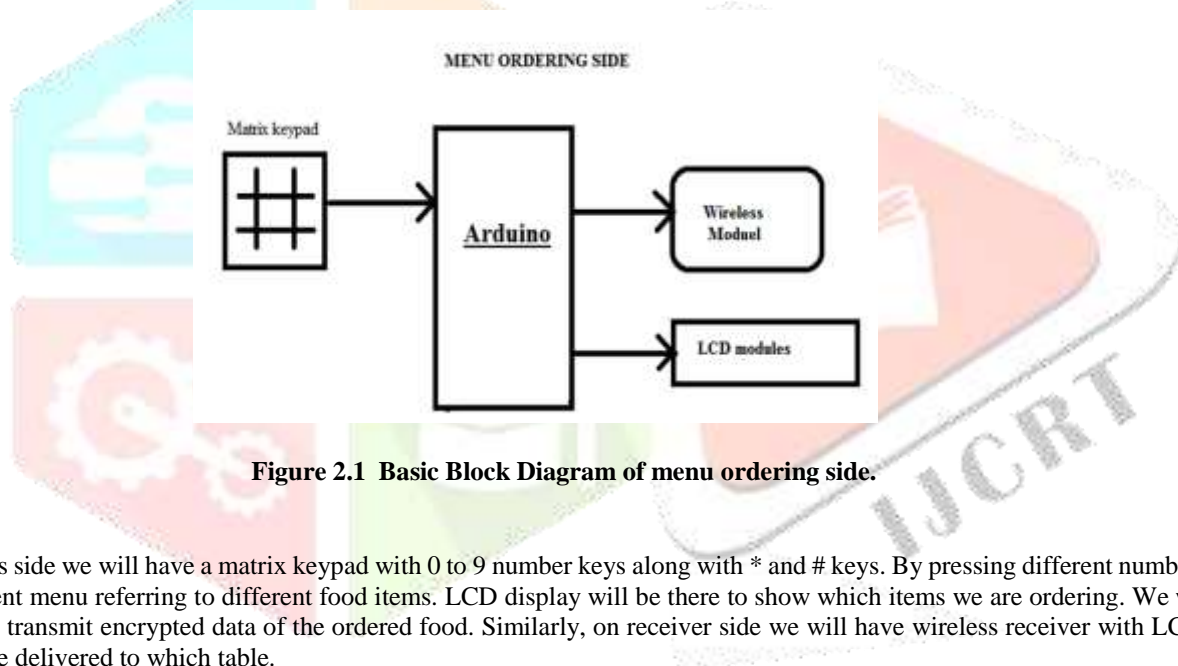 MENU ORDERING SIDE
Matrix keypad
Arduino
Wireless
Moduel
LCD modules
Figure 2.1 Basic Block Diagram of menu ordering side.
IJCRT
s side we will have a matrix keypad with 0 to 9 number keys along with * and # keys. By pressing different numb
ent menu referring to different food items. LCD display will be there to show which items we are ordering. We
transmit encrypted data of the ordered food. Similarly, on receiver side we will have wireless receiver with LC
e delivered to which table.